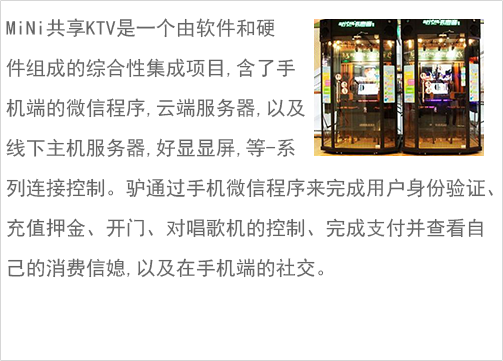 MiNi共享KTV是一个由软件和硬
件组成的综合性集成项目,含了手
机端的微信程序,云端服务器,以及
线下主机服务器,好显显屏,等-系
列连接控制。驴通过手机微信程序来完成用户身份验证、
充值押金、开门、对唱歌机的控制、完成支付并查看自
己的消费信媳,以及在手机端的社交。